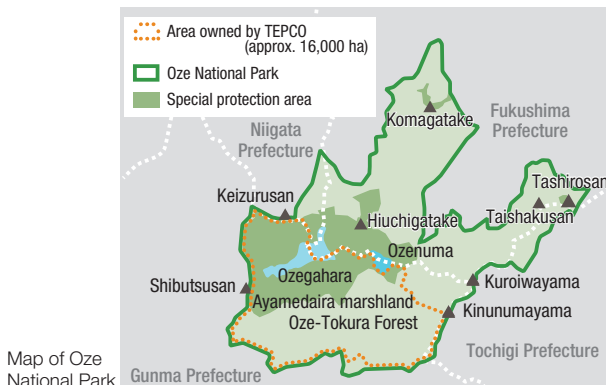 Area owned by TEPCO
(approx. 16,000 ha)
Oze National Park
Special protection area
Komagatake
Fukushima
Prefecture
Niigata
Prefecture
Tashirosan
Keizurusan
Taishakusan
Hiuchigatake
Ozenuma
Ozegahara
Kuroiwayama
Shibutsusan
Ayamedaira marshland
Kinunumayama
Oze-Tokura Forest
Tochigi Prefecture
Map of Oze
National Park
Gunma Prefecture